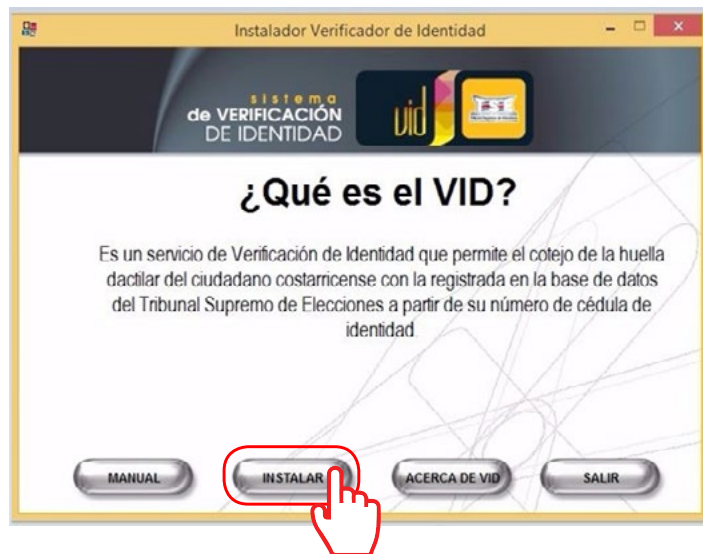 Instalador Verificador de Identidad
sistema
de VERIFICACIÓN
DE IDENTIDAD
vid
TSE
¿Qué es el VID?
Es un servicio de Verificación de Identidad que permite el cotejo de la huella
dactilar del ciudadano costarricense con la registrada en la base de datos
del Tribunal Supremo de Elecciones a partir de su número de cédula de
identidad.
MANUAL
INSTALAR
ACERCA DE VID
SALIR